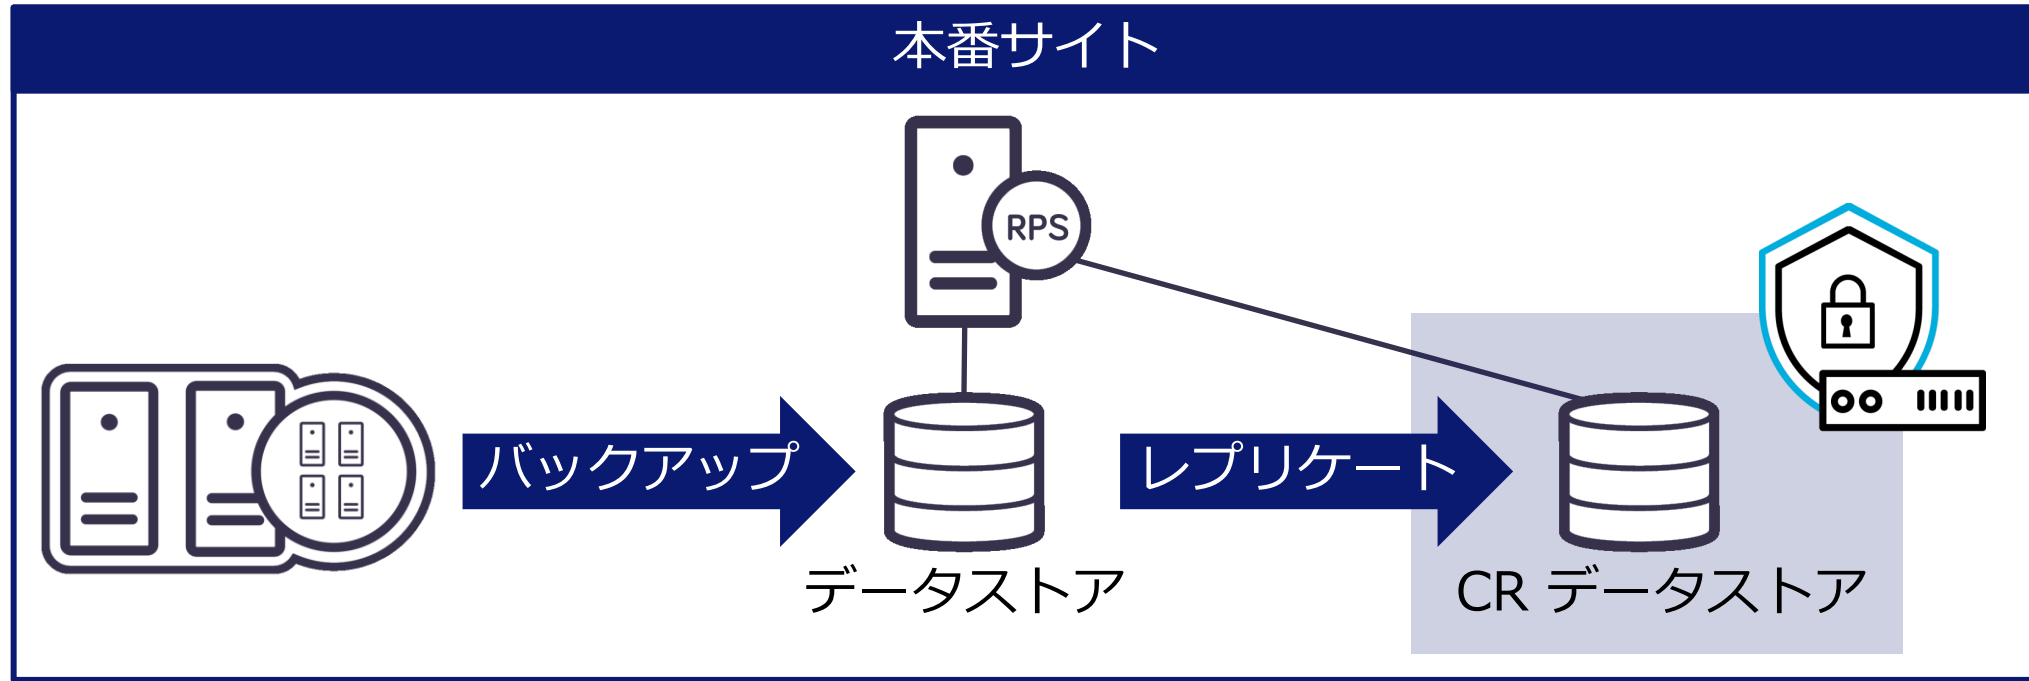 本番サイト
RPS
バックアップ
レプリケート
データストア
CR データストア